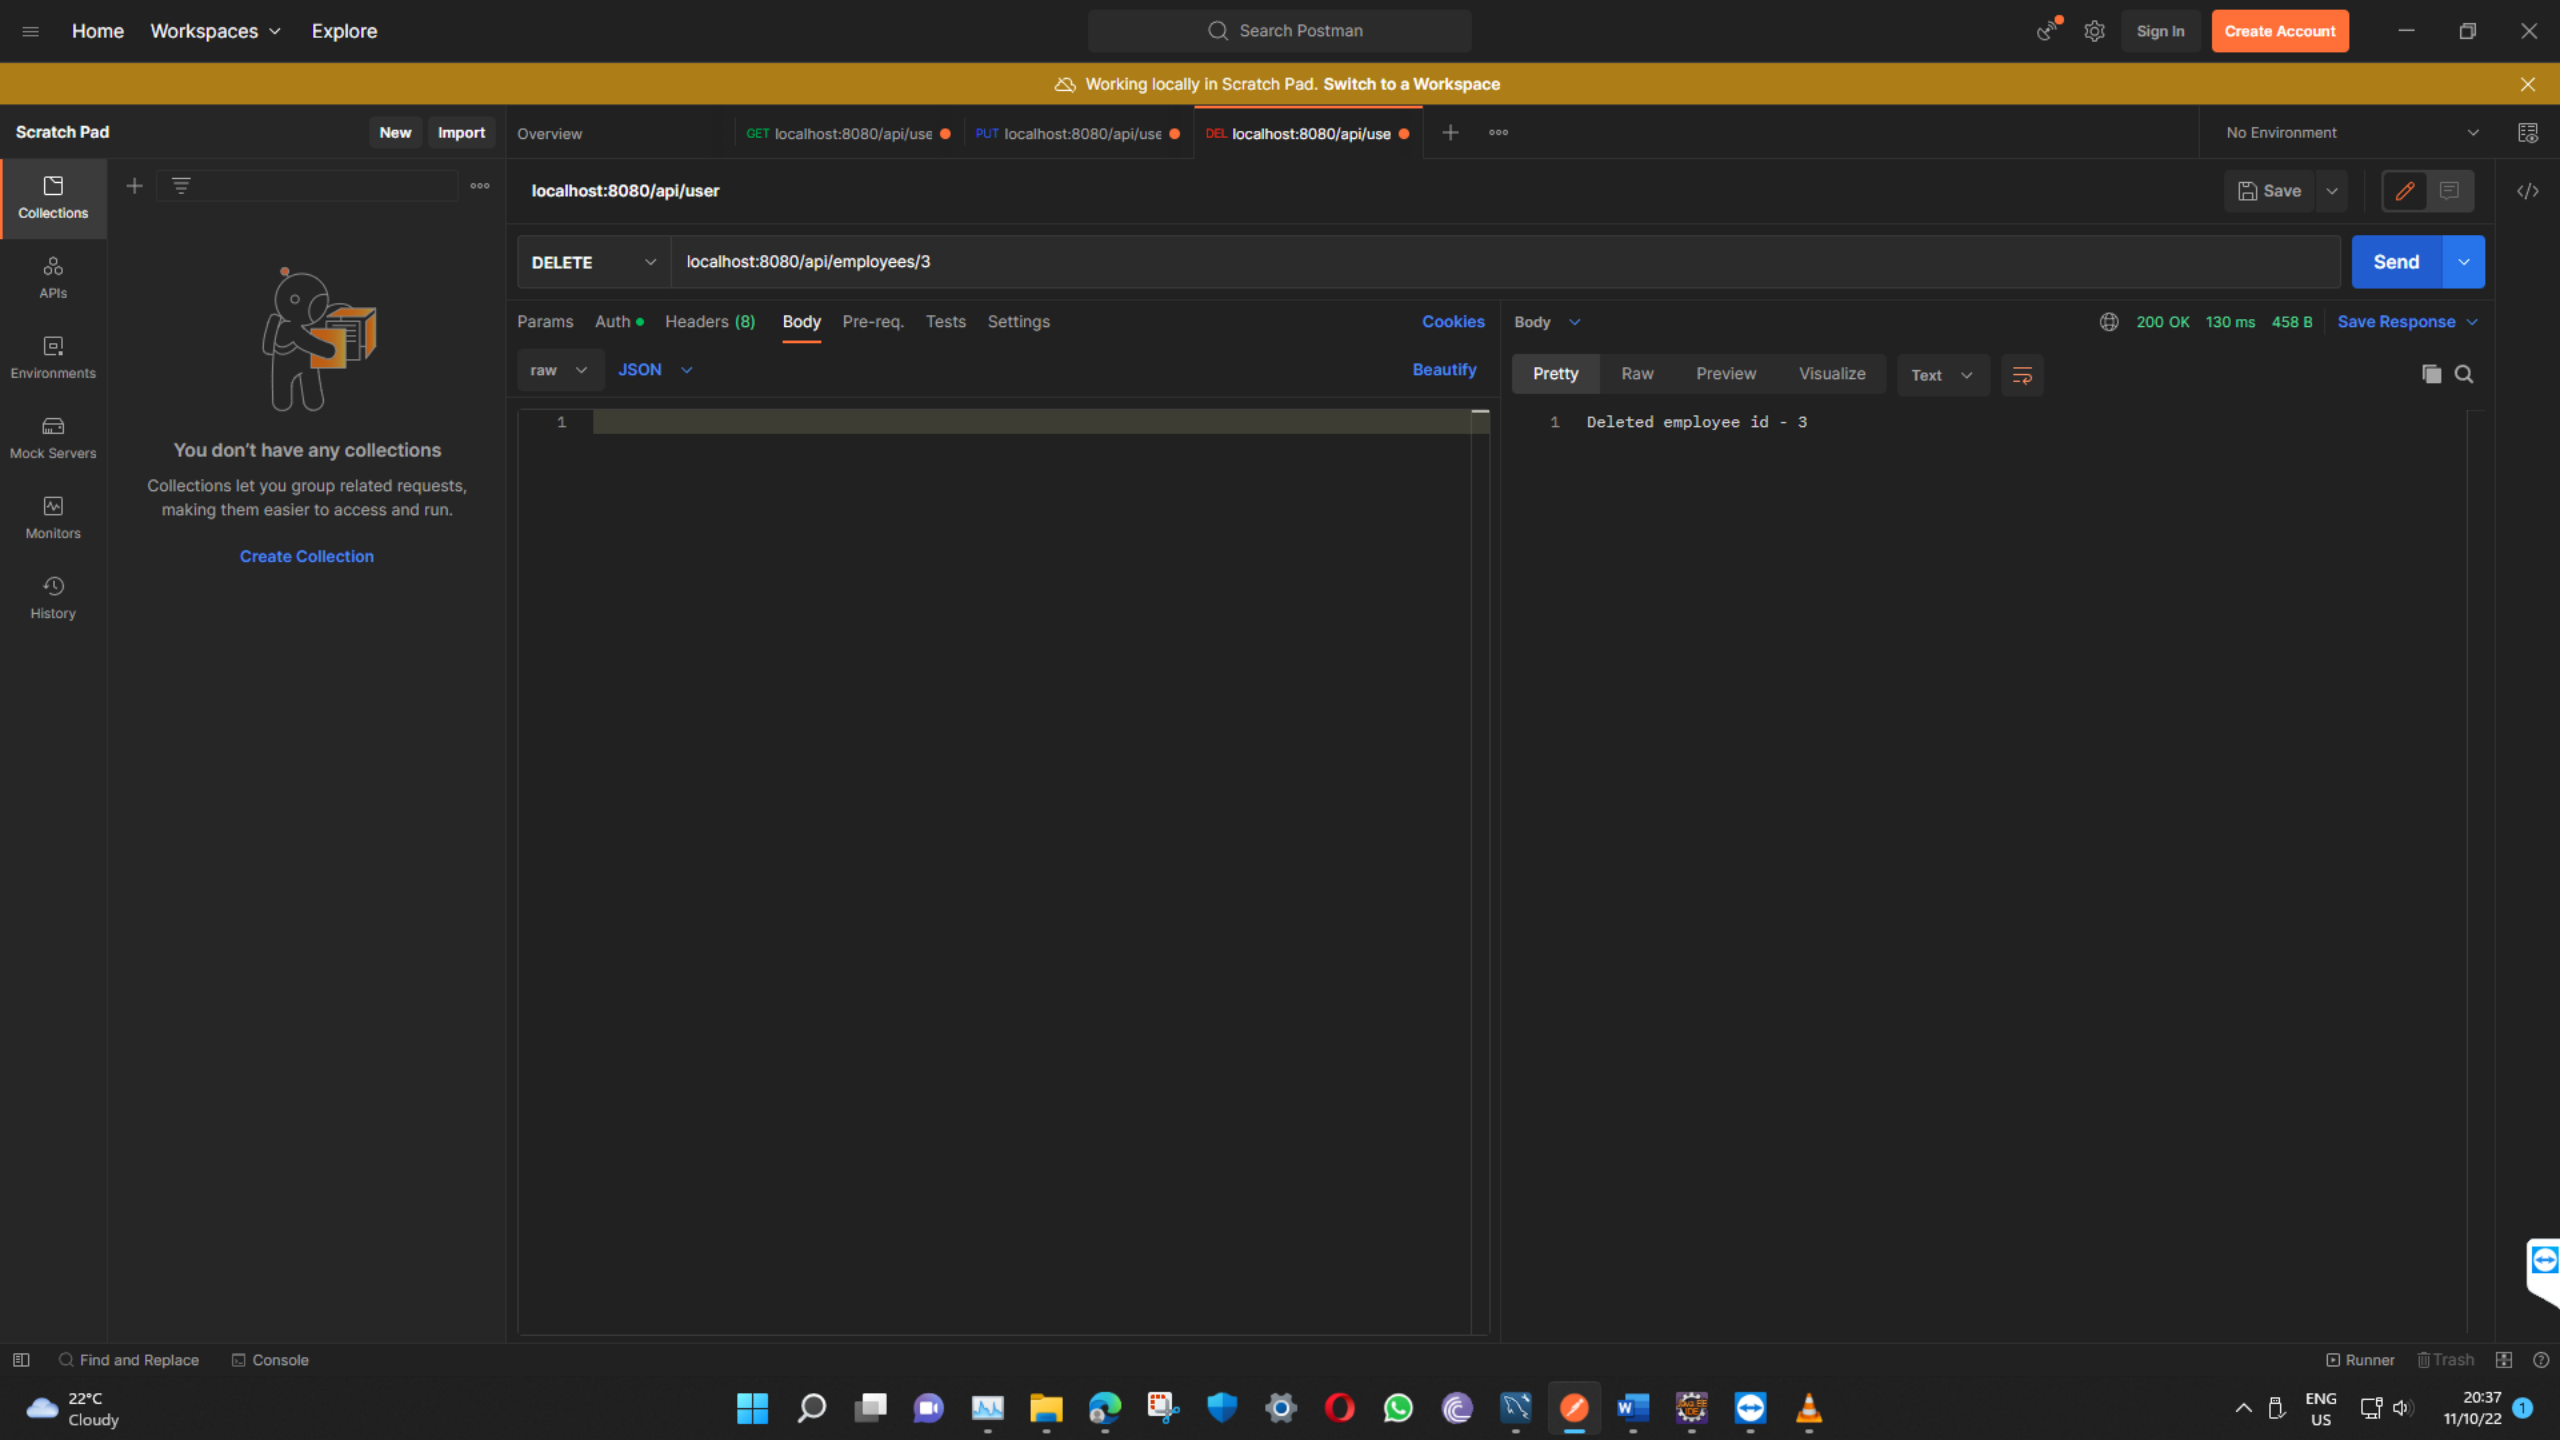 Home Workspaces Explore
Search Postman
Sign In Create Account
Working locally in Scratch Pad. Switch to a Workspace
Scratch Pad New Import
Overview GET localhost:8080/api/use PUT localhost:8080/api/use DEL localhost:8080/api/use
No Environment
localhost:8080/api/user
Save
DELETE localhost:8080/api/employees/3 Send
Params Auth Headers (8) Body Pre-req. Tests Settings Cookies
raw JSON Beautify
1
Body 200 OK 130 ms 458 B Save Response
Pretty Raw Preview Visualize Text
1 Deleted employee id - 3
Collections
APIs
Environments
Mock Servers
Monitors
History
You don't have any collections
Collections let you group related requests,
making them easier to access and run.
Create Collection
Find and Replace Console
Runner Trash
22°C
Cloudy
ENG
US
20:37
11/10/22
1